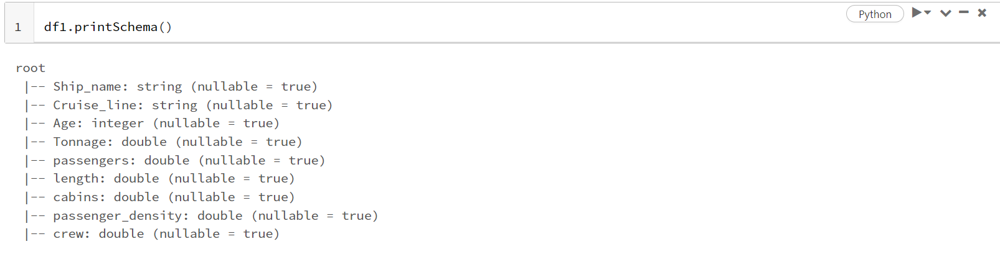 Python
1 df1.printSchema()
root
|-- Ship_name: string (nullable = true)
|-- Cruise_line: string (nullable = true)
|-- Age: integer (nullable = true)
|-- Tonnage: double (nullable = true)
|-- passengers: double (nullable = true)
|-- length: double (nullable = true)
|-- cabins: double (nullable = true)
|-- passenger_density: double (nullable = true)
|-- crew: double (nullable = true)